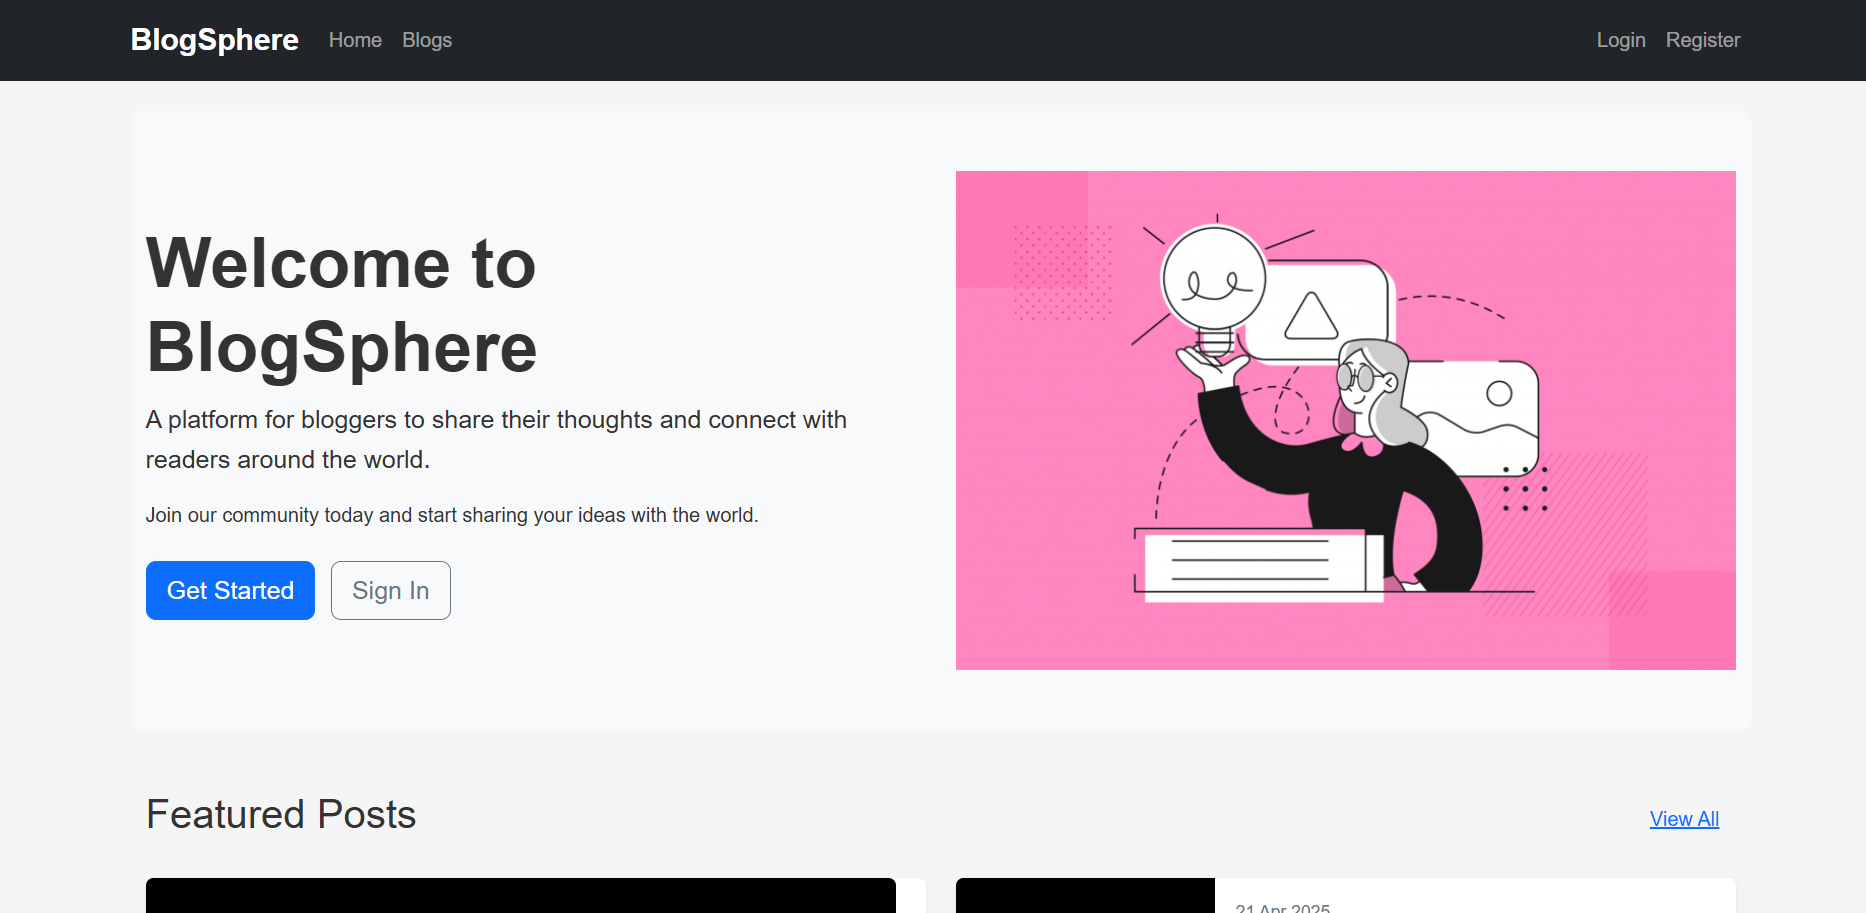 BlogSphere Home Blogs Login Register
Welcome to
BlogSphere
A platform for bloggers to share their thoughts and connect with
readers around the world.
Join our community today and start sharing your ideas with the world.
Get Started Sign In
Featured Posts View All
21 Apr 2025